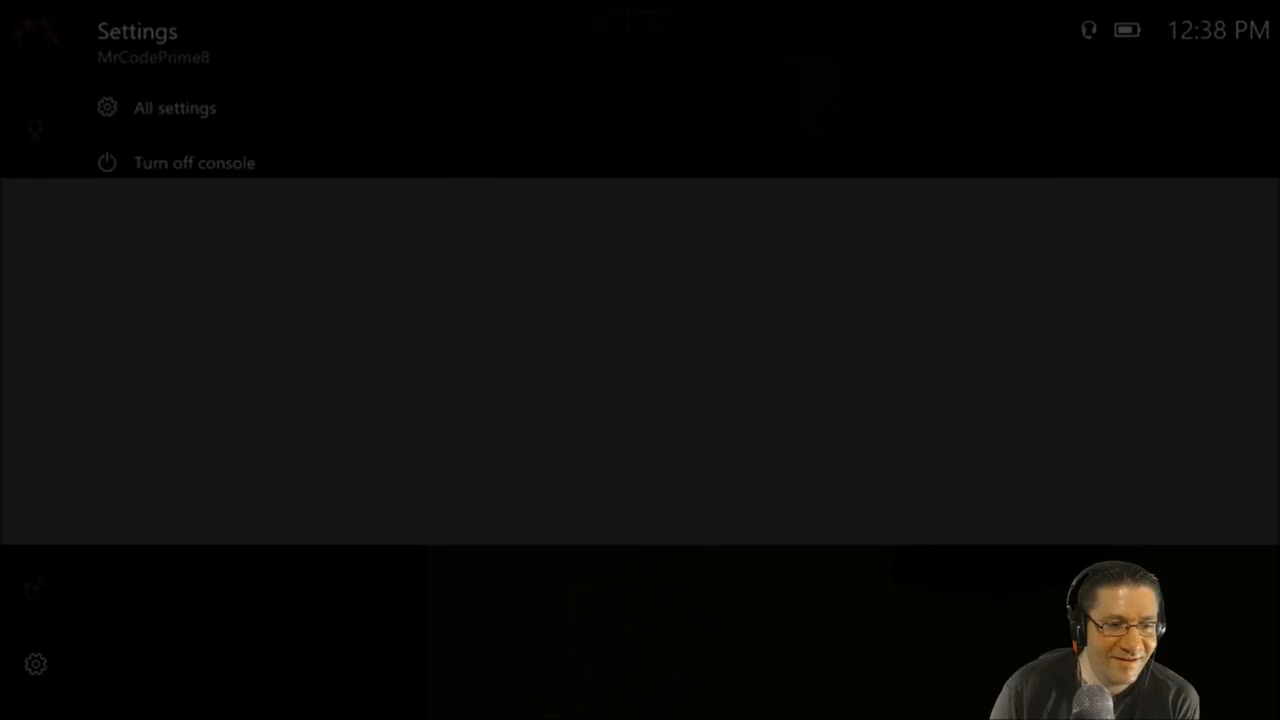 Settings
12:38 PM
MrCodePrime8
All settings
Turn off console